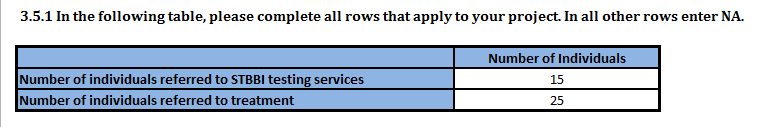 3.5.1 In the following table, please complete all rows that apply to your project. In all other rows enter NA.
Number of Individuals
Number of individuals referred to STBBI testing services 15
Number of individuals referred to treatment 25